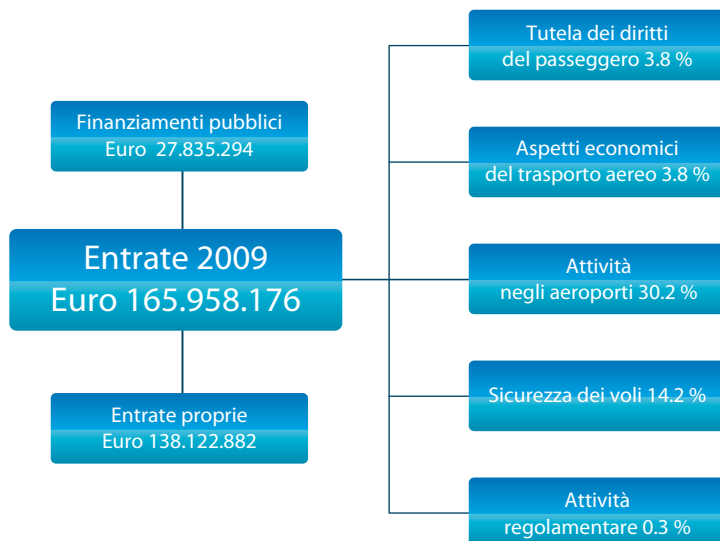 Finanziamenti pubblici
Euro 27.835.294
Entrate 2009
Euro 165.958.176
Entrate proprie
Euro 138.122.882
Tutela dei diritti
del passeggero 3.8 %
Aspetti economici
del trasporto aereo 3.8 %
Attività
negli aeroporti 30.2 %
Sicurezza dei voli 14.2 %
Attività
regolamentare 0.3 %